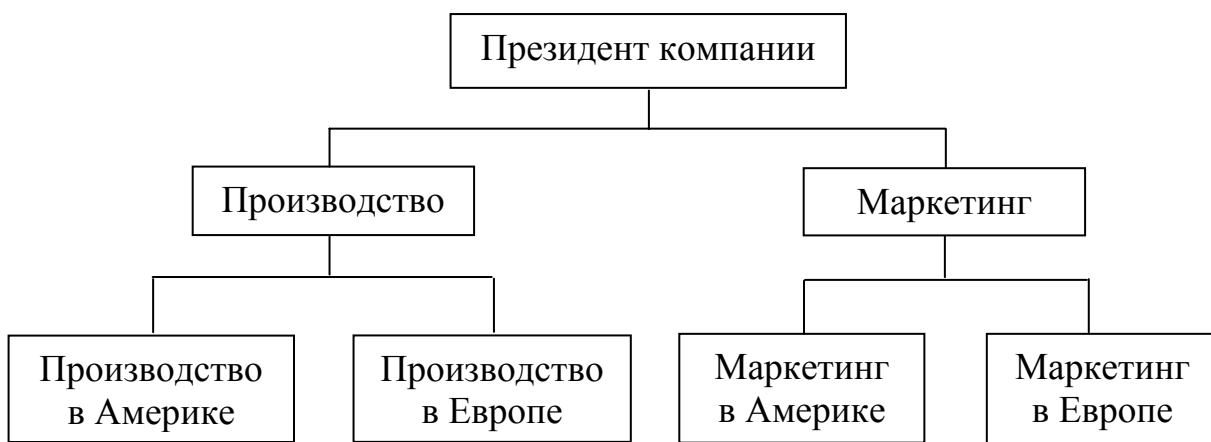 Президент компании
Производство
Маркетинг
Производство
в Америке
Производство
в Европе
Маркетинг
в Америке
Маркетинг
в Европе